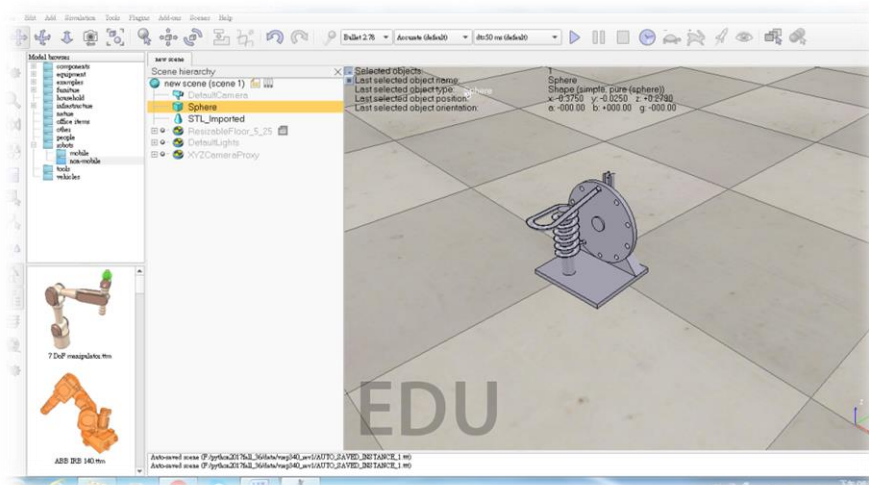 Edit Add Simulation Tools Plugins Add-ons Scenes Help
Bullet 2.78 Accurate (default) dt=50 ms (default)
Model browser
new scene
components
equipment
examples
furniture
household
infrastructure
nature
office items
other
people
robots
mobile
non-mobile
tools
vehicles
Scene hierarchy
new scene (scene 1)
DefaultCamera
Sphere
STL_Imported
ResizableFloor_5_25
DefaultLights
XYZCameraProxy
Selected objects: 1
Last selected object name: Sphere
Last selected object type: Shape (simple, pure (sphere))
Last selected object position: x: -0.3750 y: -0.0250 z: +0.2790
Last selected object orientation: a: -000.00 b: +000.00 g: -000.00
Sphere
EDU
z
7 DoF manipulator.ttm
ABB IRB 140.ttm